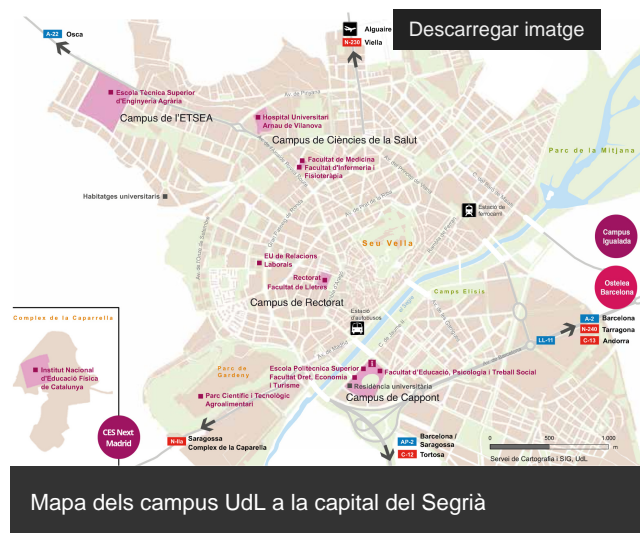 Descarregar imatge
A-22 Osca
Alguaire
N-230 Viella
Escola Tècnica Superior
d'Enginyeria Agrària
Campus de l'ETSEA
Hospital Universitari
Arnau de Vilanova
Campus de Ciències de la Salut
Parc de la Mitjana
Facultat de Medicina
Facultat d'Infermeria i
Fisioteràpia
Habitatges universitaris
Estació de
ferrocarril
Campus
Igualada
Seu Vella
EU de Relacions
Laborals
Rectorat
Facultat de Lletres
Campus de Rectorat
Ostelea
Barcelona
Camps Elisis
Complex de la Caparrella
Estació
d'autobusos
A-2 Barcelona
N-240 Tarragona
C-13 Andorra
LL-11
Av. de Madrid
Institut Nacional
d'Educació Física
de Catalunya
Parc de
Gardeny
Escola Politècnica Superior
Facultat Dret, Economia
i Turisme
Facultat d'Educació, Psicologia i Treball Social
Residència universitària
Campus de Cappont
Parc Científic i Tecnològic
Agroalimentari
CES Next
Madrid
N-IIa Saragossa
Complex de la Caparella
AP-2 Barcelona /
Saragossa
C-12 Tortosa
0 500 1.000
m
Servei de Cartografia i SIG, UdL
Mapa dels campus UdL a la capital del Segrià